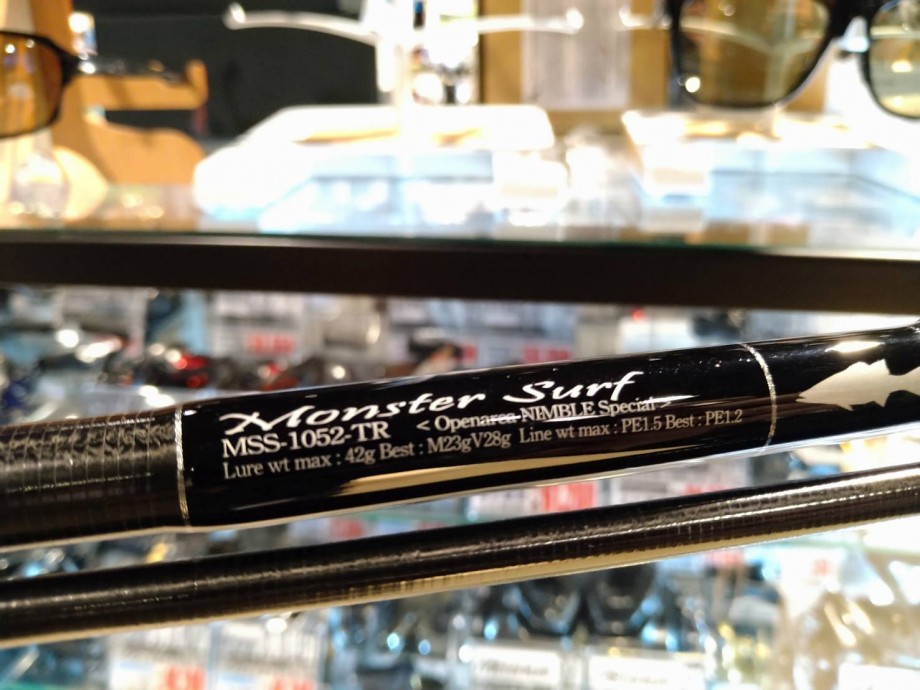 Monster Surf
MSS-1052-TR < Openarea-NIMBLE Special >
Lure wt max : 42g Best : M23gV28g Line wt max : PE1.5 Best : PE1.2